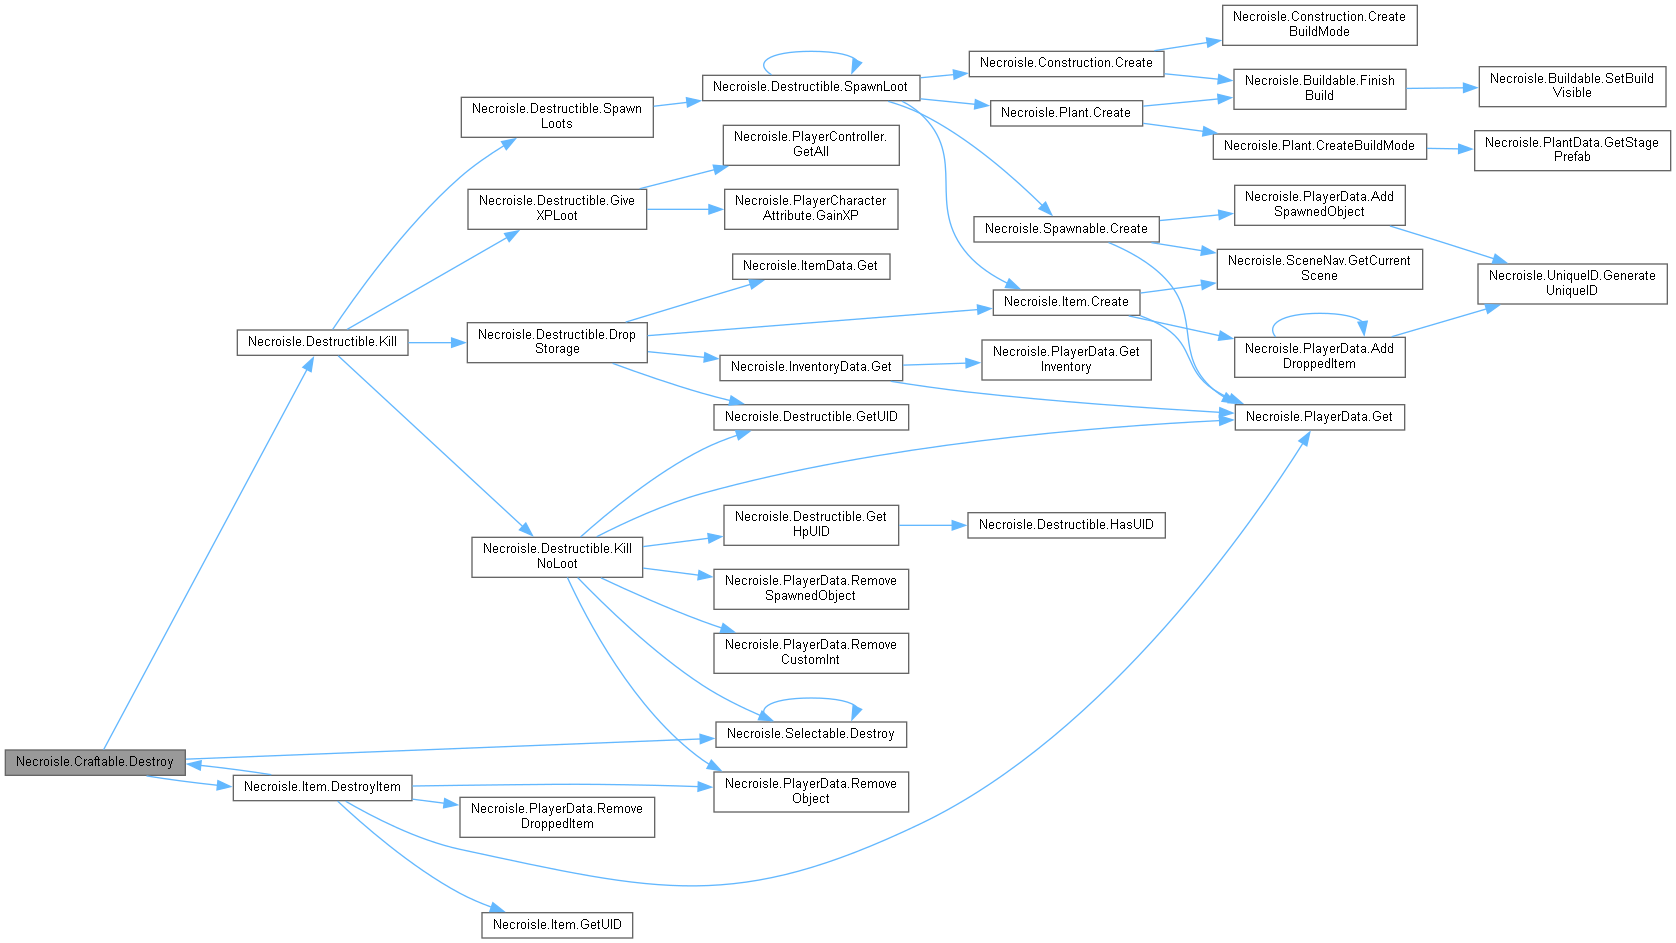 Necroisle.Construction.Create
BuildMode
Necroisle.Construction.Create
Necroisle.Buildable.Finish
Build
Necroisle.Buildable.SetBuild
Visible
Necroisle.Destructible.SpawnLoot
Necroisle.Destructible.Spawn
Loots
Necroisle.Plant.Create
Necroisle.Plant.CreateBuildMode
Necroisle.PlantData.GetStage
Prefab
Necroisle.PlayerController.
GetAll
Necroisle.Destructible.Give
XPLoot
Necroisle.PlayerCharacter
Attribute.GainXP
Necroisle.PlayerData.Add
SpawnedObject
Necroisle.Spawnable.Create
Necroisle.SceneNav.GetCurrent
Scene
Necroisle.UniqueID.Generate
UniqueID
Necroisle.ItemData.Get
Necroisle.Item.Create
Necroisle.Destructible.Kill
Necroisle.Destructible.Drop
Storage
Necroisle.PlayerData.Add
DroppedItem
Necroisle.InventoryData.Get
Necroisle.PlayerData.Get
Inventory
Necroisle.Destructible.GetUID
Necroisle.PlayerData.Get
Necroisle.Destructible.Get
HpUID
Necroisle.Destructible.HasUID
Necroisle.Destructible.Kill
NoLoot
Necroisle.PlayerData.Remove
SpawnedObject
Necroisle.PlayerData.Remove
CustomInt
Necroisle.Selectable.Destroy
Necroisle.Craftable.Destroy
Necroisle.Item.DestroyItem
Necroisle.PlayerData.Remove
Object
Necroisle.PlayerData.Remove
DroppedItem
Necroisle.Item.GetUID